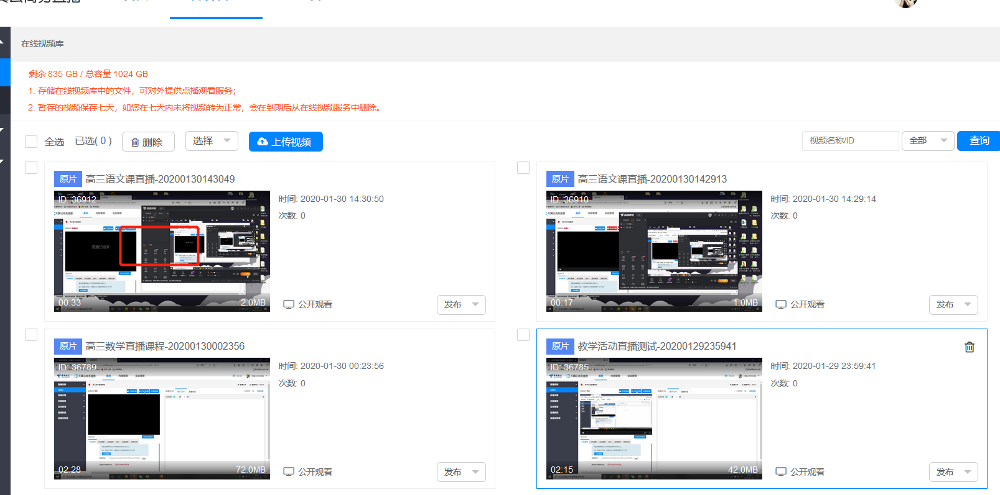 在线视频库
剩余 835 GB / 总容量 1024 GB
1. 存储在线视频库中的文件，可对外提供点播观看服务；
2. 暂存的视频保存七天，如您在七天内未将视频转为正常，会在到期后从在线视频服务中删除。
全选 已选( 0 ) 删除 选择 上传视频 视频名称/ID 全部 查询
原片 高三语文课直播-20200130143049
ID: 36912
时间: 2020-01-30 14:30:50
次数: 0
直播已结束
00:33 2.0MB
公开观看 发布
原片 高三语文课直播-20200130142913
ID: 36910
时间: 2020-01-30 14:29:14
次数: 0
00:17 1.0MB
公开观看 发布
原片 高三数学直播课程-20200130002356
ID: 36789
时间: 2020-01-30 00:23:56
次数: 0
02:28 72.0MB
公开观看 发布
原片 教学活动直播测试-20200129235941
ID: 36785
时间: 2020-01-29 23:59:41
次数: 0
02:15 42.0MB
公开观看 发布